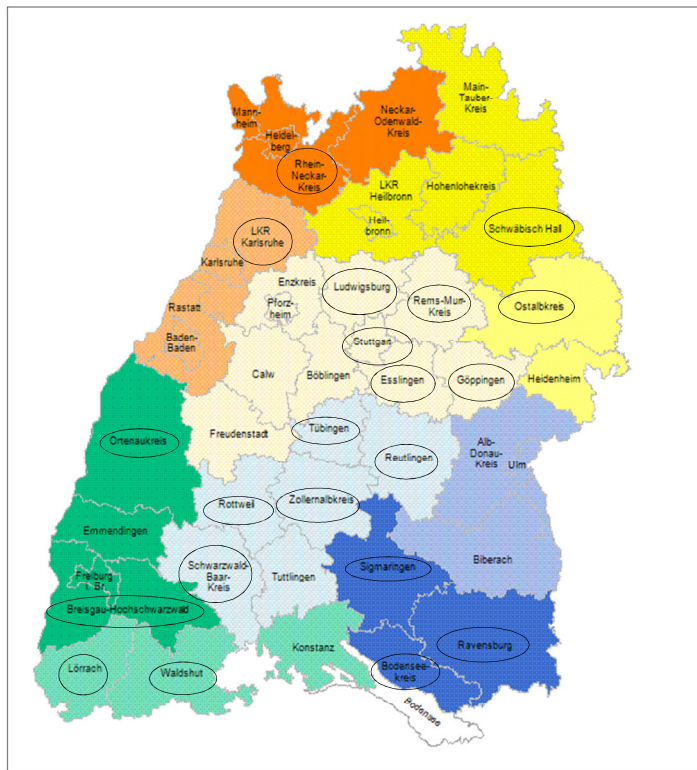 Main-
Tauber-
Kreis
Neckar-
Odenwald-
Kreis
Mann-
heim
Heidel-
berg
Rhein-
Neckar-
Kreis
LKR
Heilbronn
Hohenlohekreis
Heil-
bronn
Schwäbisch Hall
LKR
Karlsruhe
Karlsruhe
Enzkreis
Ludwigsburg
Rems-Murr-
Kreis
Ostalbkreis
Pforz-
heim
Rastatt
Baden-
Baden
Stuttgart
Calw
Böblingen
Esslingen
Göppingen
Heidenheim
Ortenaukreis
Freudenstadt
Tübingen
Reutlingen
Alb-
Donau-
Kreis
Ulm
Rottweil
Zollernalbkreis
Emmendingen
Schwarzwald-
Baar-
Kreis
Tuttlingen
Sigmaringen
Biberach
Freiburg
i. Br.
Breisgau-Hochschwarzwald
Konstanz
Ravensburg
Lörrach
Waldshut
Bodensee-
kreis
Bodensee